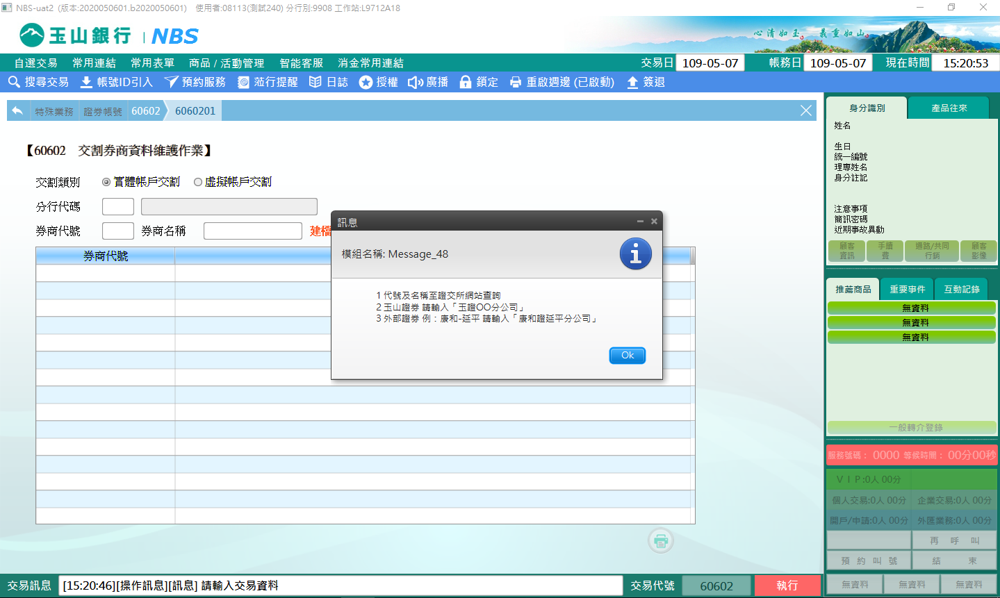 NBS-uat2 (版本:2020050601.b2020050601) 使用者:08113(測試240) 分行別:9908 工作站:L9712A18
玉山銀行 | NBS
心清如玉。義重如山。
自選交易 常用連結 常用表單 商品 / 活動管理 智能客服 消金常用連結 交易日 109-05-07 帳務日 109-05-07 現在時間 15:20:53
搜尋交易 帳號ID引入 預約服務 蒞行提醒 日誌 授權 廣播 鎖定 重啟週邊 (已啟動) 簽退
特殊業務 證券帳號 60602 6060201
【60602 交割券商資料維護作業】
交割類別 實體帳戶交割 虛擬帳戶交割
分行代碼
券商代號 券商名稱 建檔
券商代號
訊息
模組名稱: Message_48
1 代號及名稱至證交所網站查詢
2 玉山證券 請輸入「玉證OO分公司」
3 外部證券 例：康和-延平 請輸入「康和證延平分公司」
Ok
身分識別 產品往來
姓名
生日
統一編號
理專姓名
身分註記
注意事項
簡訊密碼
近期事故異動
顧客資訊 手續費 通路/共同行銷 顧客影像
推薦商品 重要事件 互動記錄
無資料
無資料
無資料
一般轉介登錄
服務號碼： 0000 等候時間： 00分00秒
ＶＩＰ:0人 00分
個人交易:0人 00分 企業交易:0人 00分
開戶/申請:0人 00分 外匯業務:0人 00分
再 呼 叫
預 約 叫 號 結 束
無資料 無資料 無資料
交易訊息 [15:20:46][操作訊息][訊息] 請輸入交易資料 交易代號 60602 執行